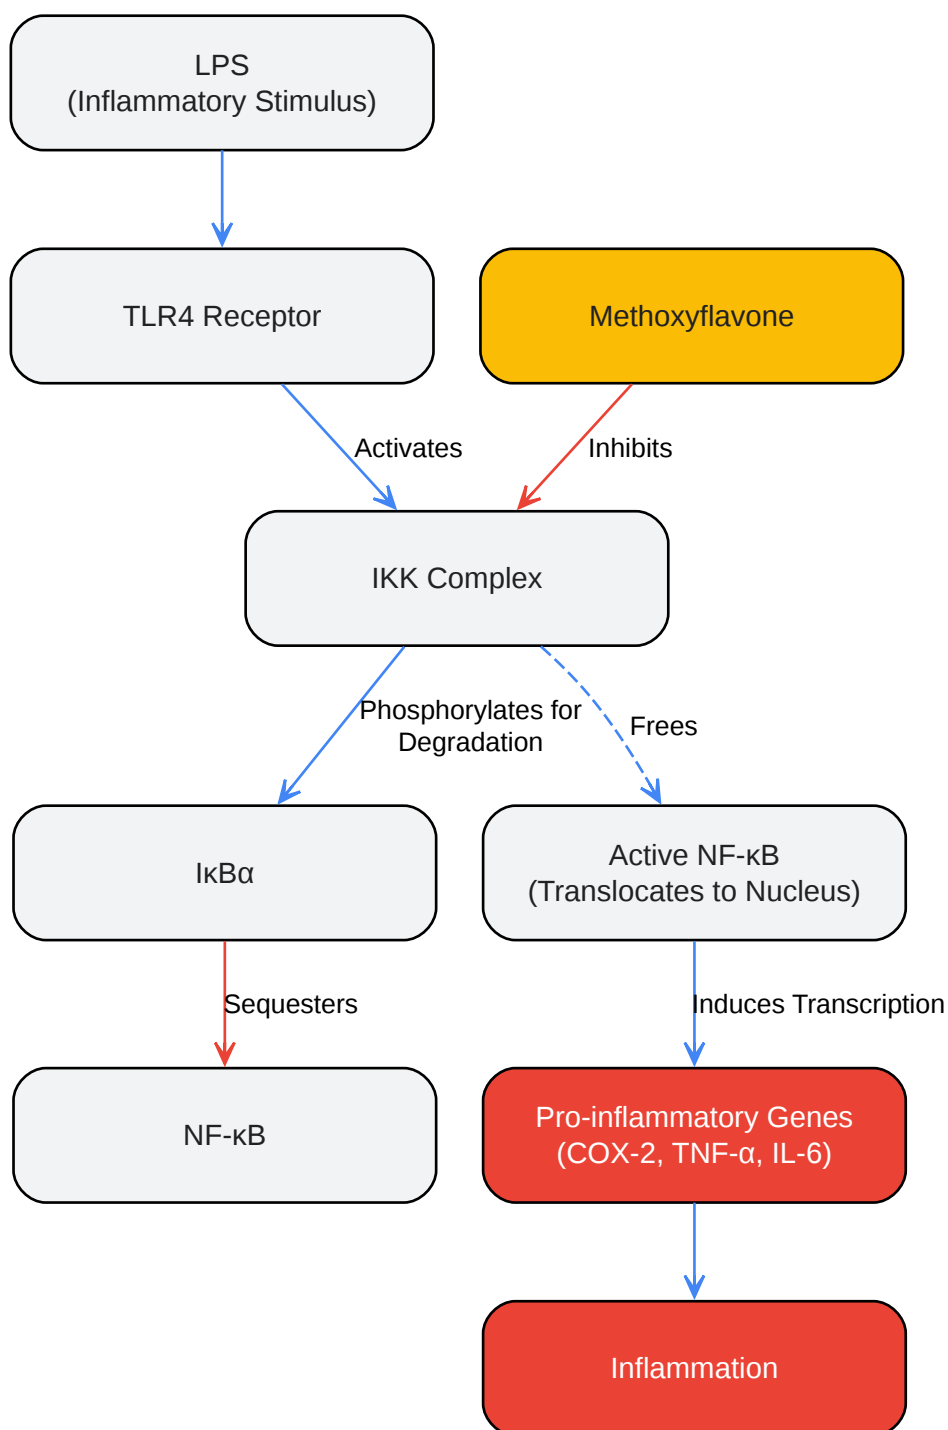 LPS
(Inflammatory Stimulus)
TLR4 Receptor
Methoxyflavone
Activates
Inhibits
IKK Complex
Phosphorylates for
Degradation
Frees
IκBα
Active NF-κB
(Translocates to Nucleus)
Sequesters
Induces Transcription
NF-κB
Pro-inflammatory Genes
(COX-2, TNF-α, IL-6)
Inflammation